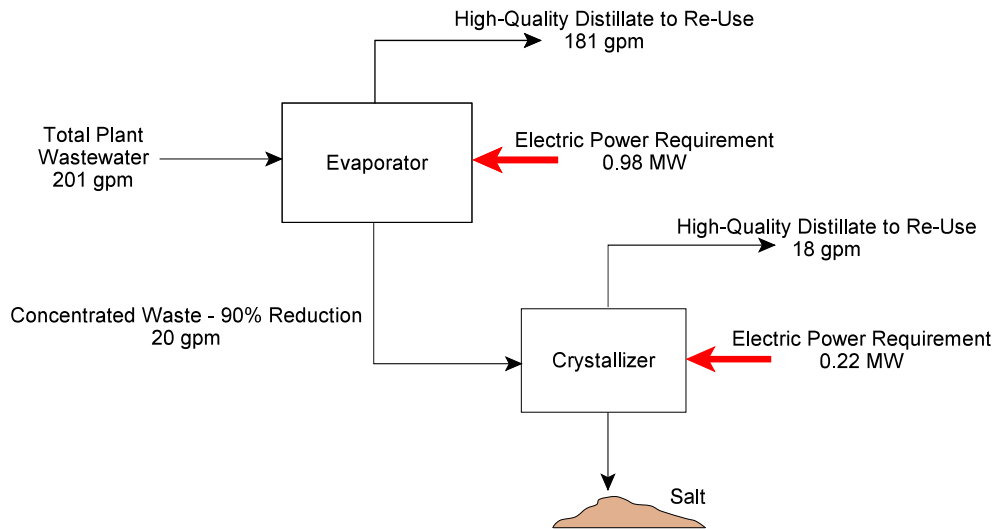 High-Quality Distillate to Re-Use
181 gpm
Total Plant
Wastewater
201 gpm
Evaporator
Electric Power Requirement
0.98 MW
High-Quality Distillate to Re-Use
18 gpm
Concentrated Waste - 90% Reduction
20 gpm
Crystallizer
Electric Power Requirement
0.22 MW
Salt